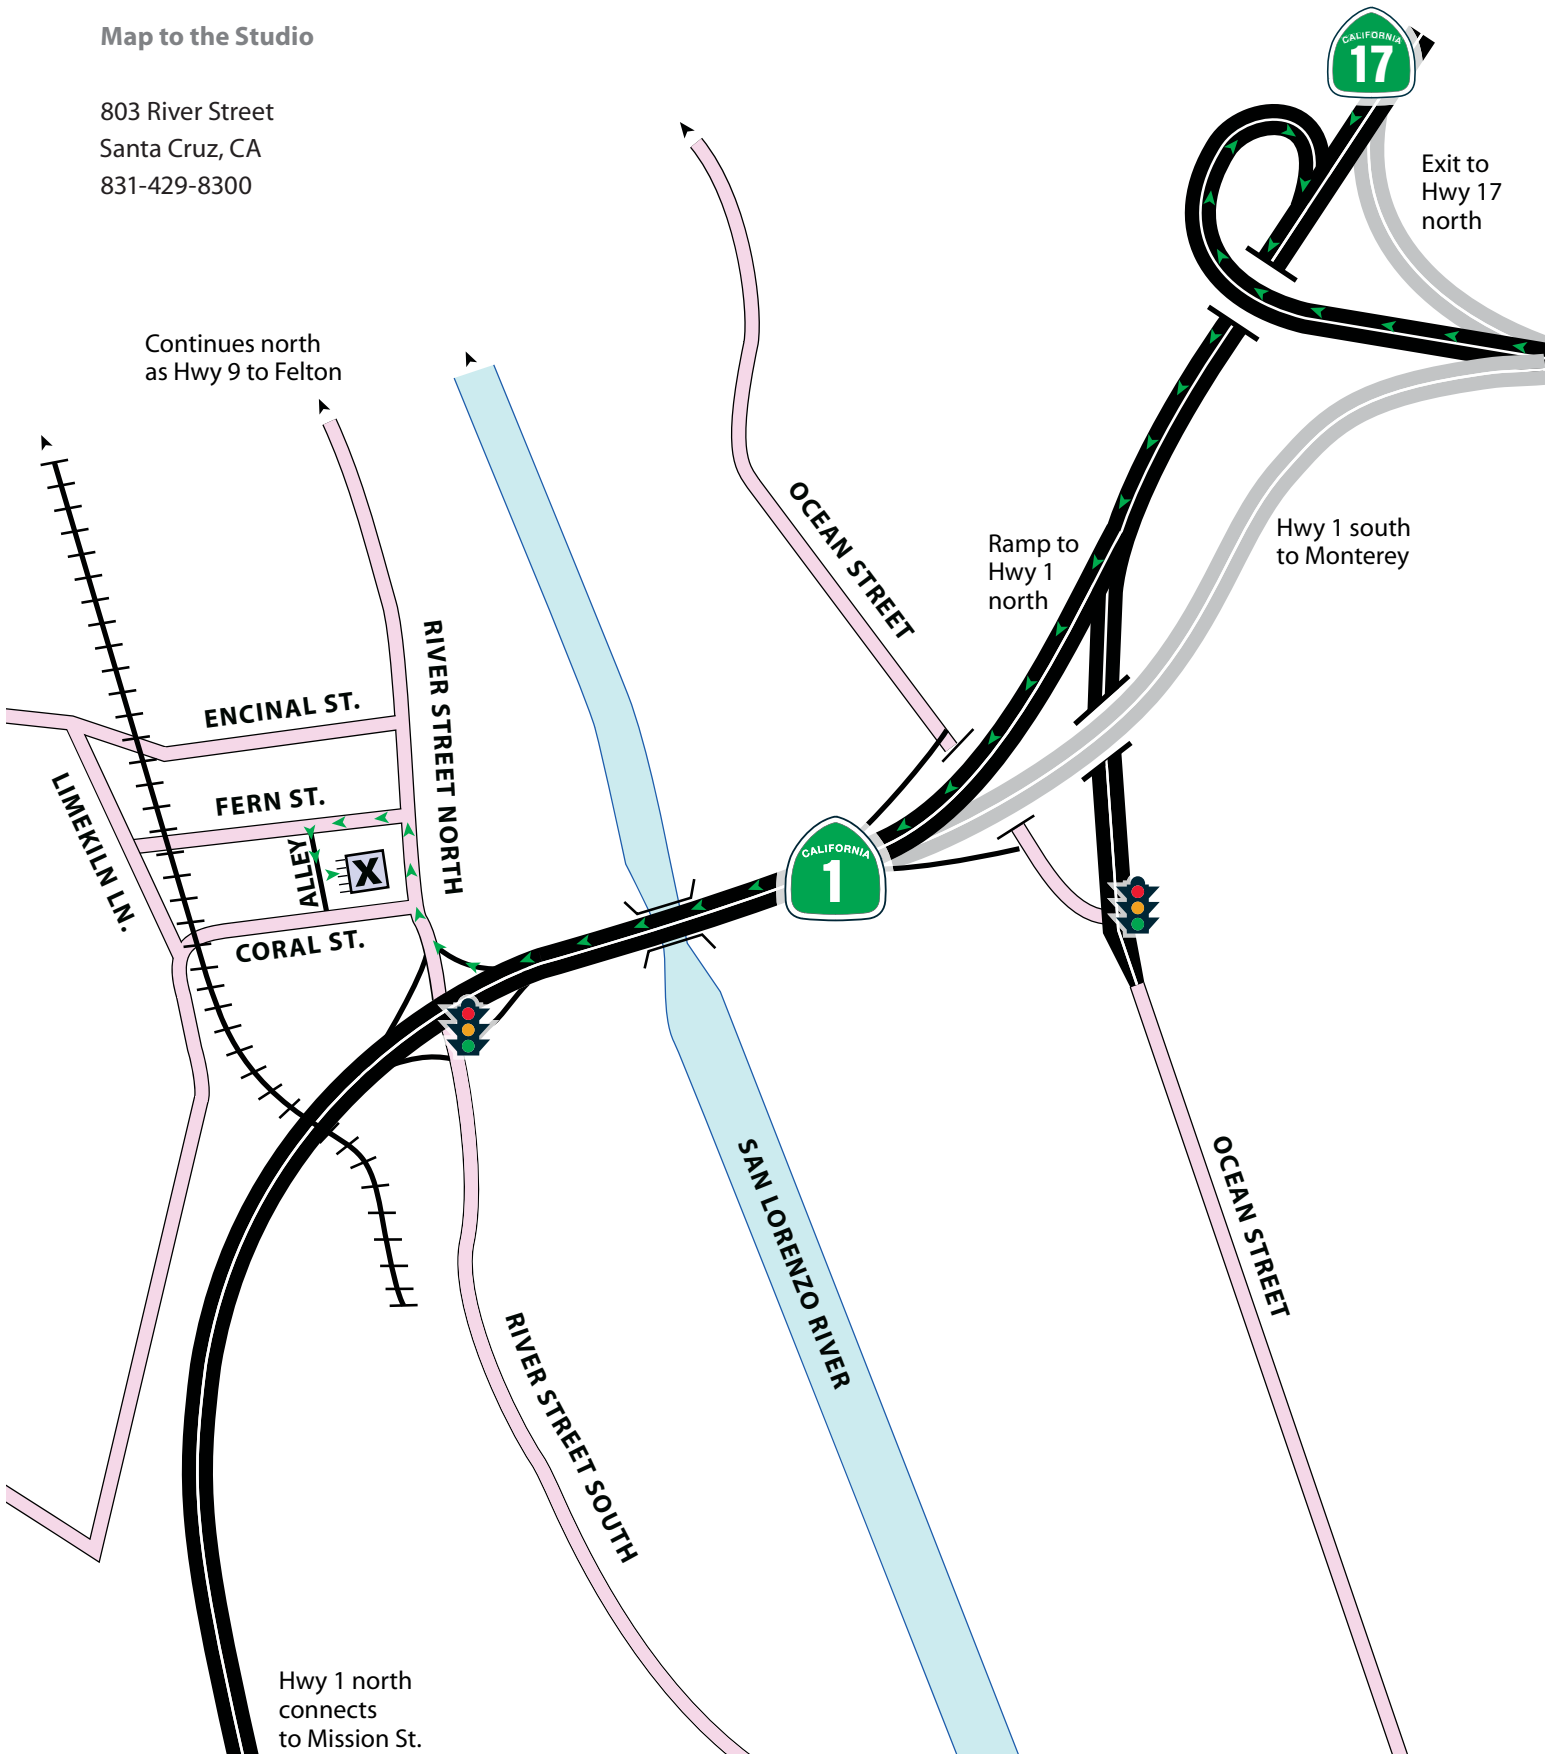 Map to the Studio
803 River Street
Santa Cruz, CA
831-429-8300
CALIFORNIA
17
Exit to
Hwy 17
north
Continues north
as Hwy 9 to Felton
OCEAN STREET
Ramp to
Hwy 1
north
Hwy 1 south
to Monterey
RIVER STREET NORTH
ENCINAL ST.
LIMEKILN LN.
FERN ST.
ALLEY
X
CORAL ST.
CALIFORNIA
1
SAN LORENZO RIVER
OCEAN STREET
RIVER STREET SOUTH
Hwy 1 north
connects
to Mission St.